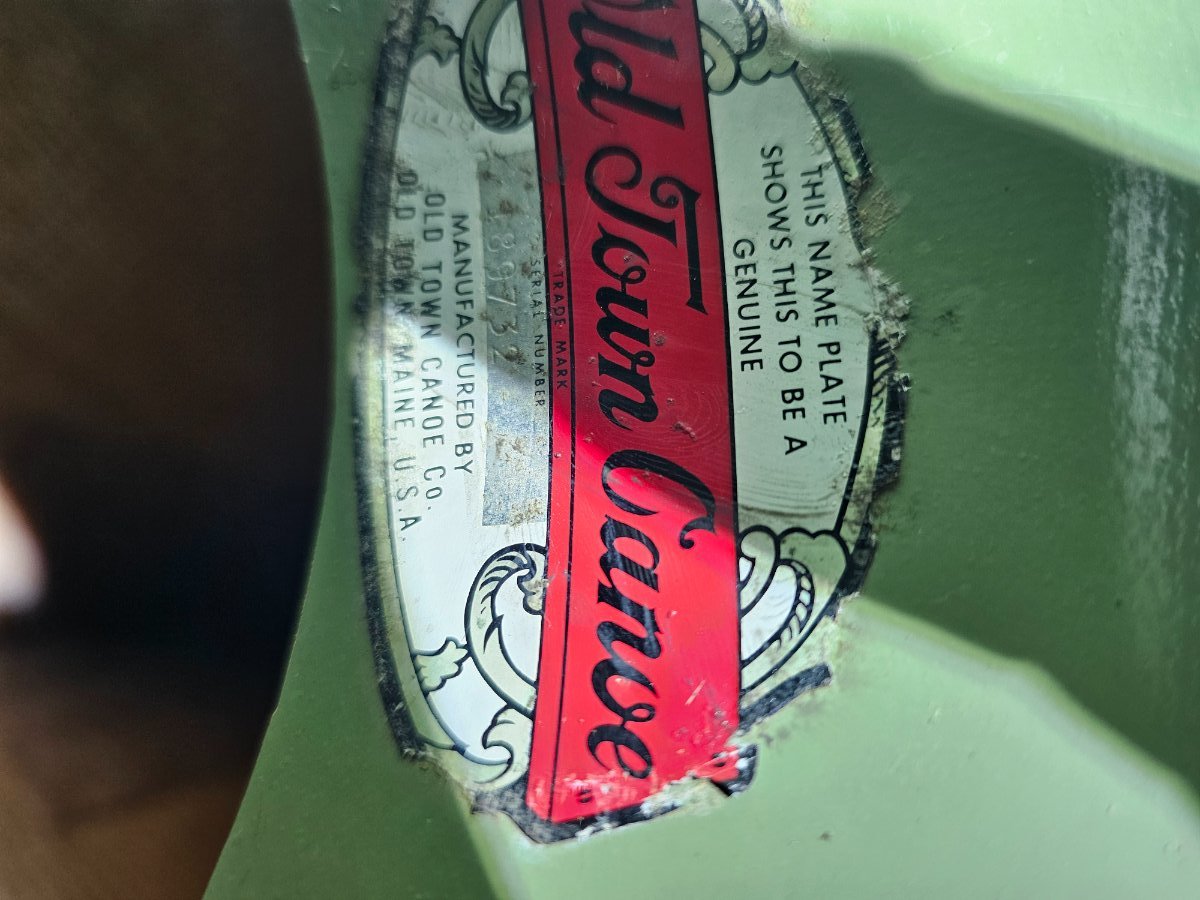 THIS NAME PLATE
SHOWS THIS TO BE A
GENUINE
Old Town Canoe
TRADE MARK
SERIAL NUMBER
MANUFACTURED BY
OLD TOWN CANOE Co.
OLD TOWN, MAINE, U.S.A.